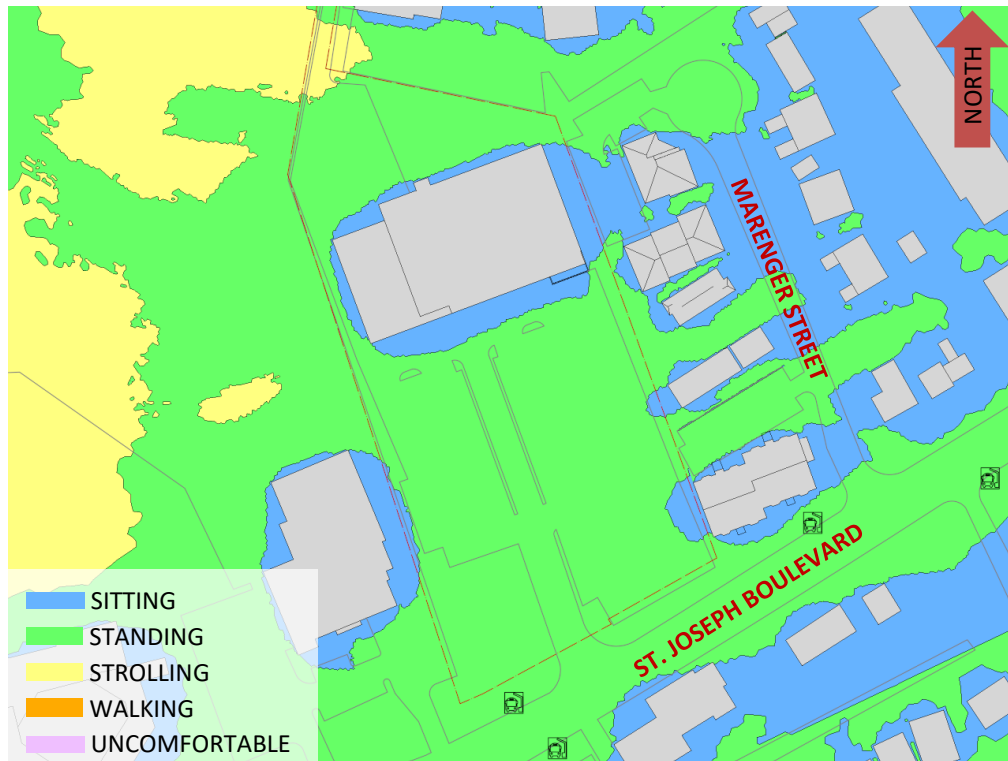 NORTH
MARENGER STREET
ST. JOSEPH BOULEVARD
SITTING
STANDING
STROLLING
WALKING
UNCOMFORTABLE